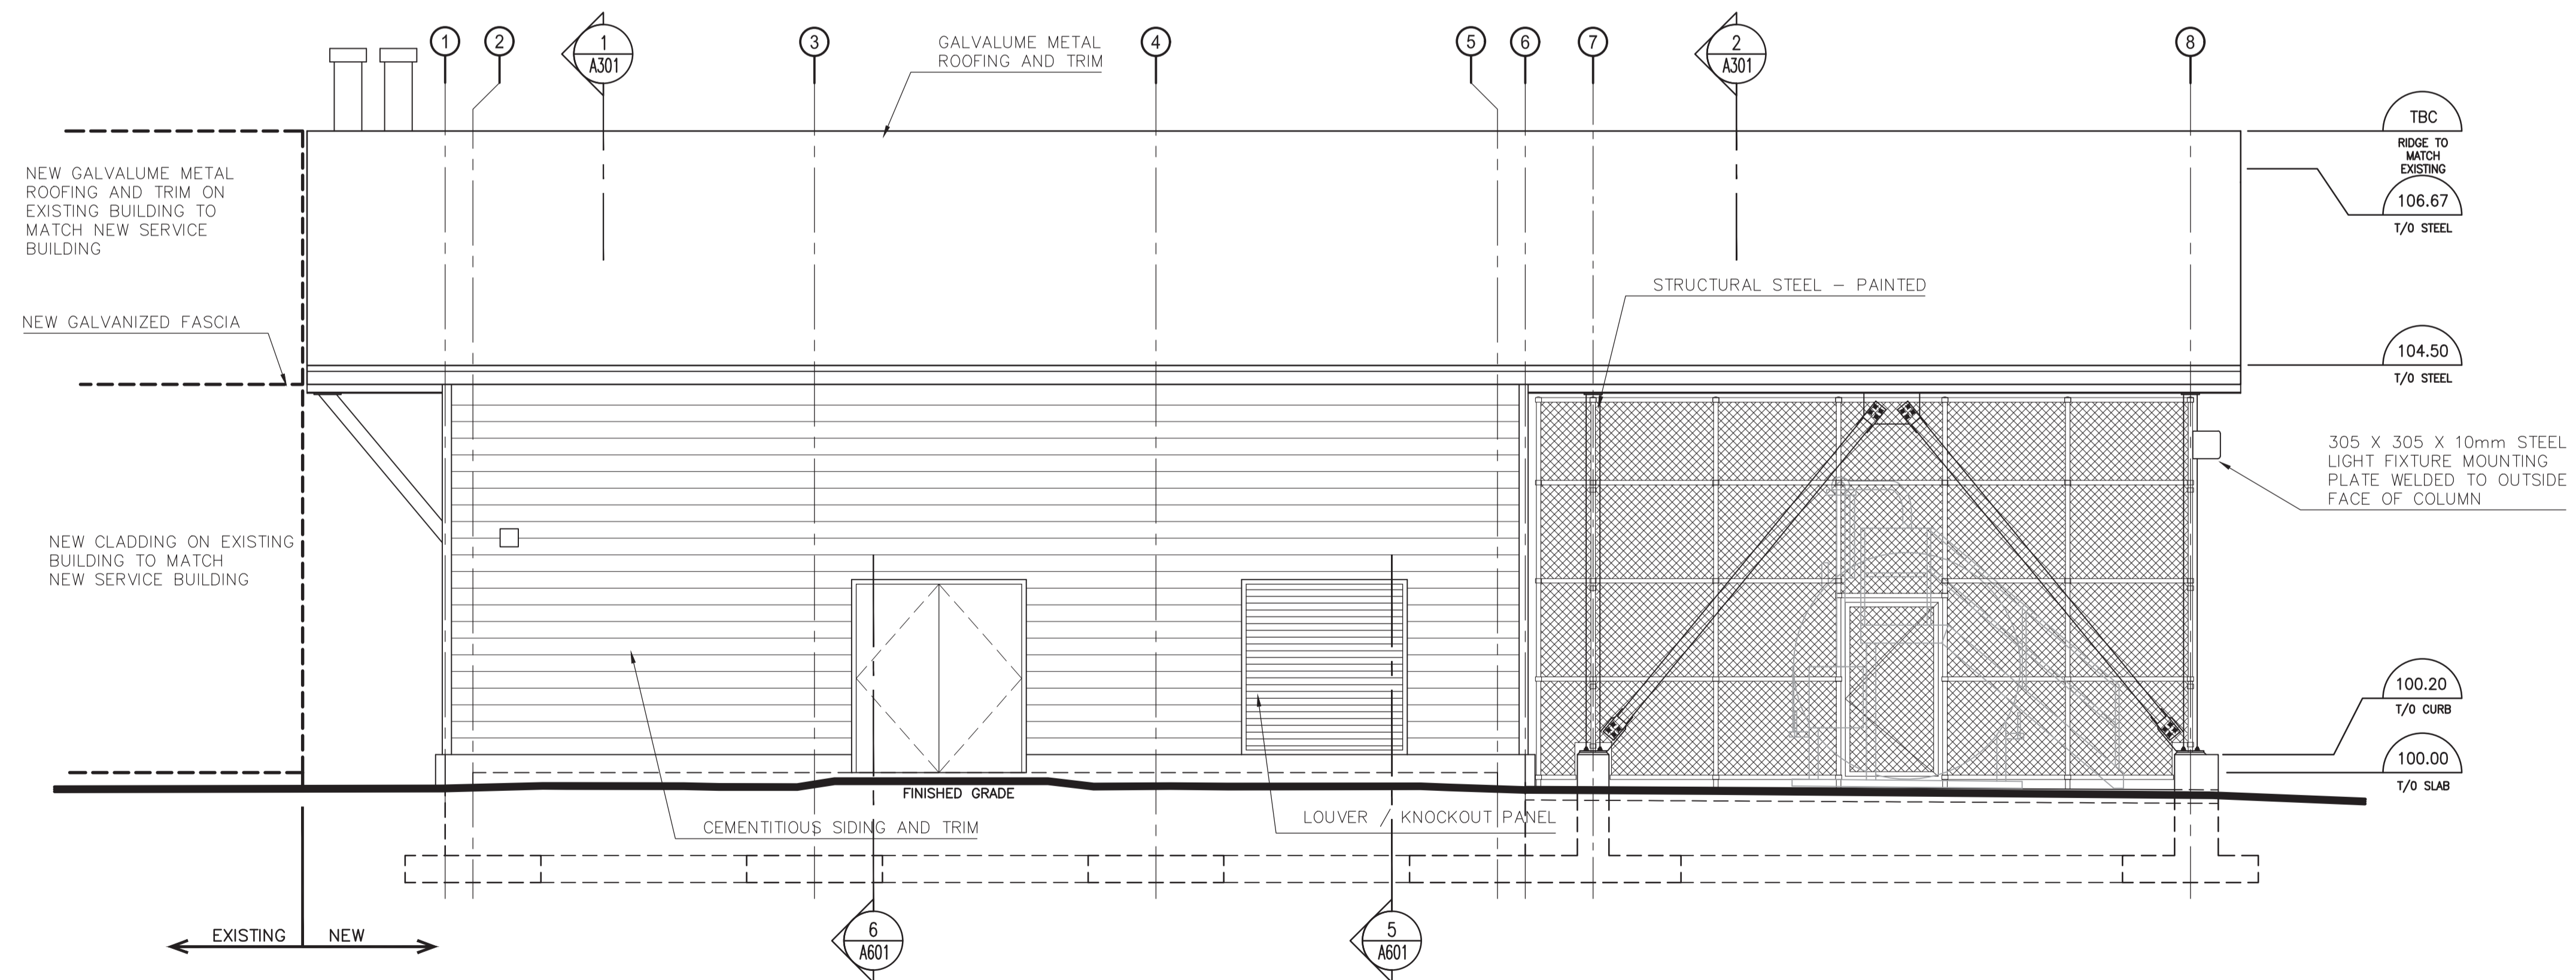 1
2
1
A301
3
GALVALUME METAL
ROOFING AND TRIM
4
5
6
7
2
A301
8
TBC
RIDGE TO
MATCH
EXISTING
106.67
T/O STEEL
NEW GALVALUME METAL
ROOFING AND TRIM ON
EXISTING BUILDING TO
MATCH NEW SERVICE
BUILDING
STRUCTURAL STEEL – PAINTED
NEW GALVANIZED FASCIA
104.50
T/O STEEL
305 X 305 X 10mm STEEL
LIGHT FIXTURE MOUNTING
PLATE WELDED TO OUTSIDE
FACE OF COLUMN
NEW CLADDING ON EXISTING
BUILDING TO MATCH
NEW SERVICE BUILDING
100.20
T/O CURB
100.00
T/O SLAB
FINISHED GRADE
CEMENTITIOUS SIDING AND TRIM
LOUVER / KNOCKOUT PANEL
EXISTING
NEW
6
A601
5
A601